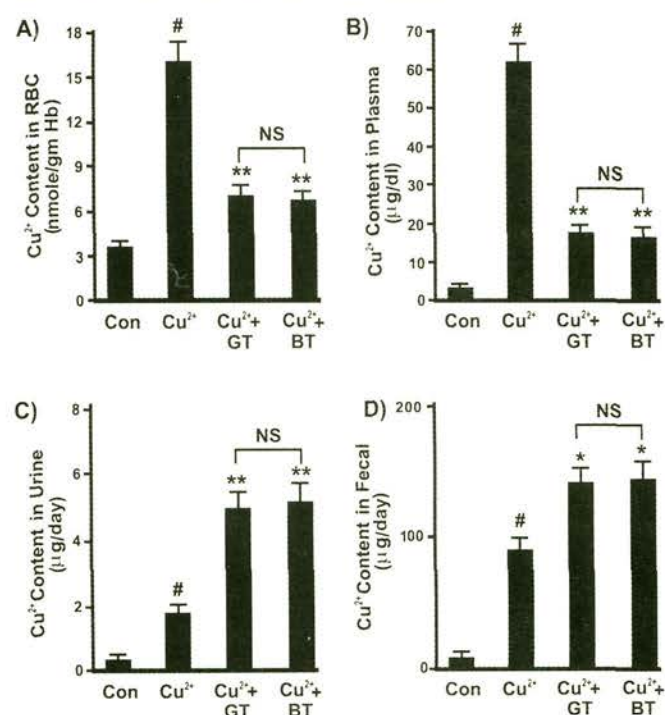 A)
Cu²⁺ Content in RBC
(nmole/gm Hb)
18
15
12
9
6
3
0
#
**
**
NS
Con
Cu²⁺
Cu²⁺+
GT
Cu²⁺+
BT
B)
Cu²⁺ Content in Plasma
(μg/dl)
70
60
50
40
30
20
10
0
#
**
**
NS
Con
Cu²⁺
Cu²⁺+
GT
Cu²⁺+
BT
C)
Cu²⁺ Content in Urine
(μg/day)
8
6
4
2
0
#
**
**
NS
Con
Cu²⁺
Cu²⁺+
GT
Cu²⁺+
BT
D)
Cu²⁺ Content in Fecal
(μg/day)
200
100
0
#
*
*
NS
Con
Cu²⁺
Cu²⁺+
GT
Cu²⁺+
BT